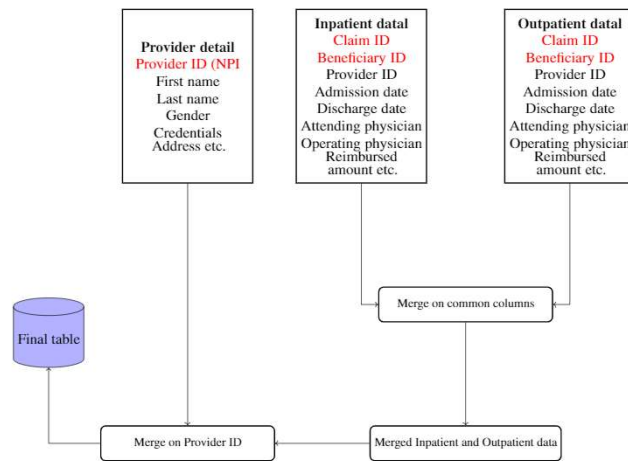 Provider detail
Provider ID (NPI
First name
Last name
Gender
Credentials
Address etc.
Inpatient datal
Claim ID
Beneficiary ID
Provider ID
Admission date
Discharge date
Attending physician
Operating physician
Reimbursed
amount etc.
Outpatient datal
Claim ID
Beneficiary ID
Provider ID
Admission date
Discharge date
Attending physician
Operating physician
Reimbursed
amount etc.
Merge on common columns
Final table
Merge on Provider ID
Merged Inpatient and Outpatient data